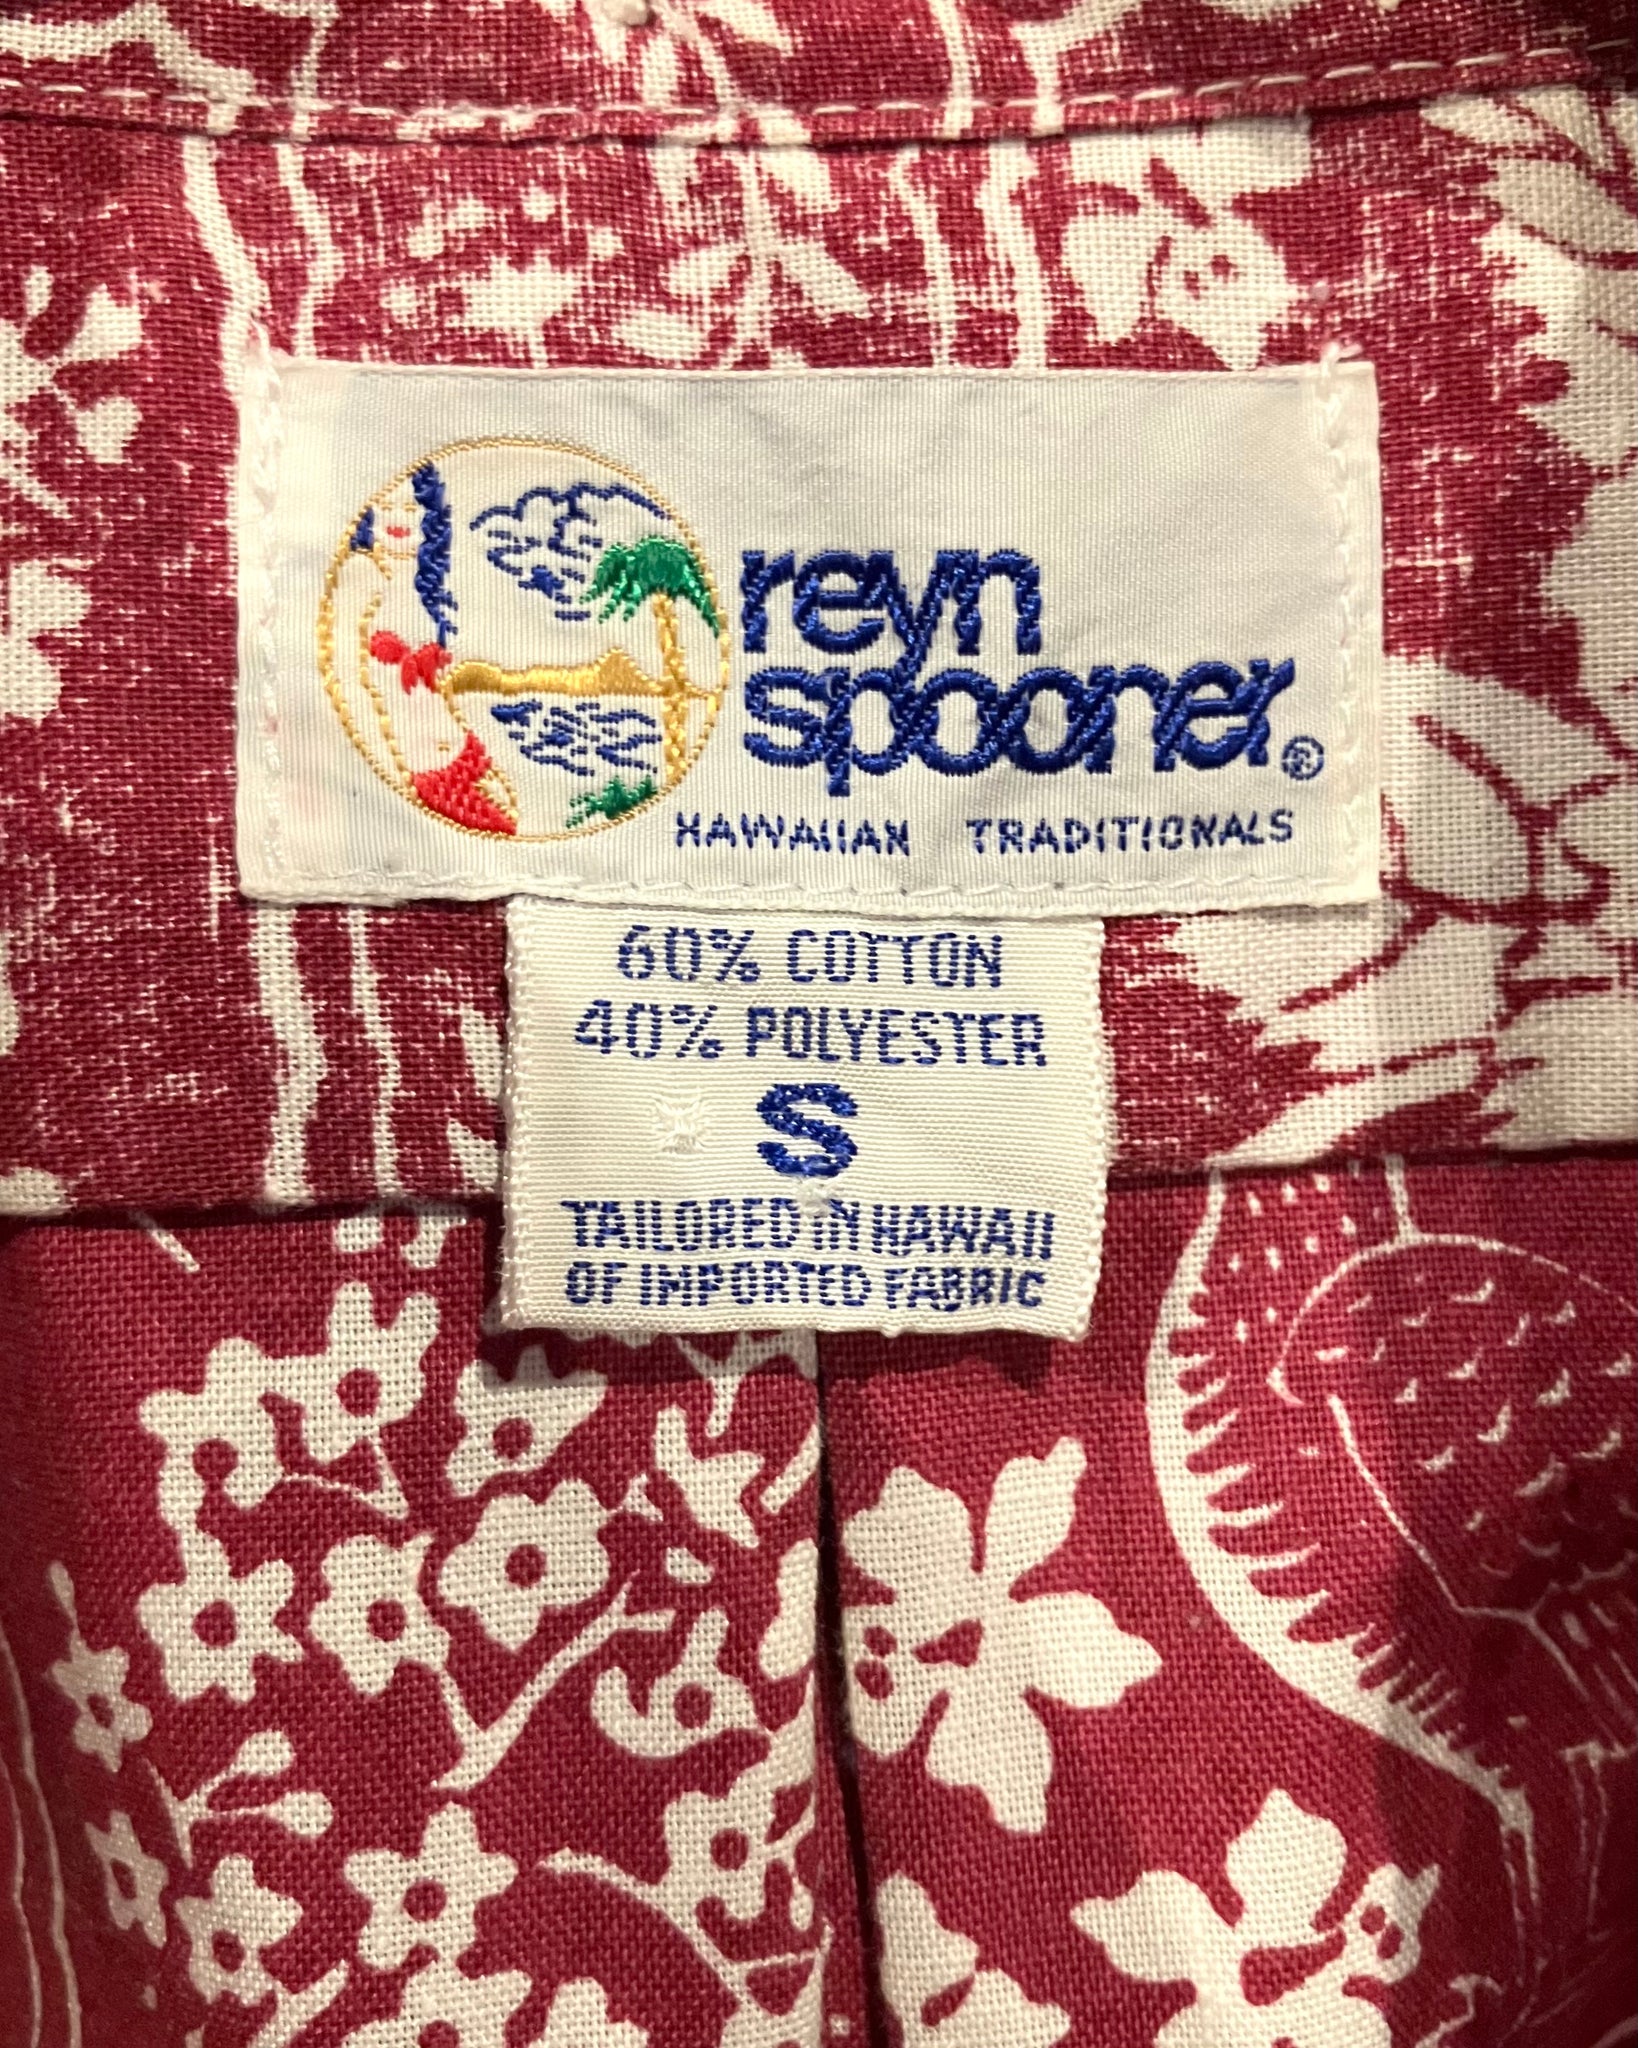 reyn
spooner®
HAWAIIAN TRADITIONALS
60% COTTON
40% POLYESTER
S
TAILORED IN HAWAII
OF IMPORTED FABRIC